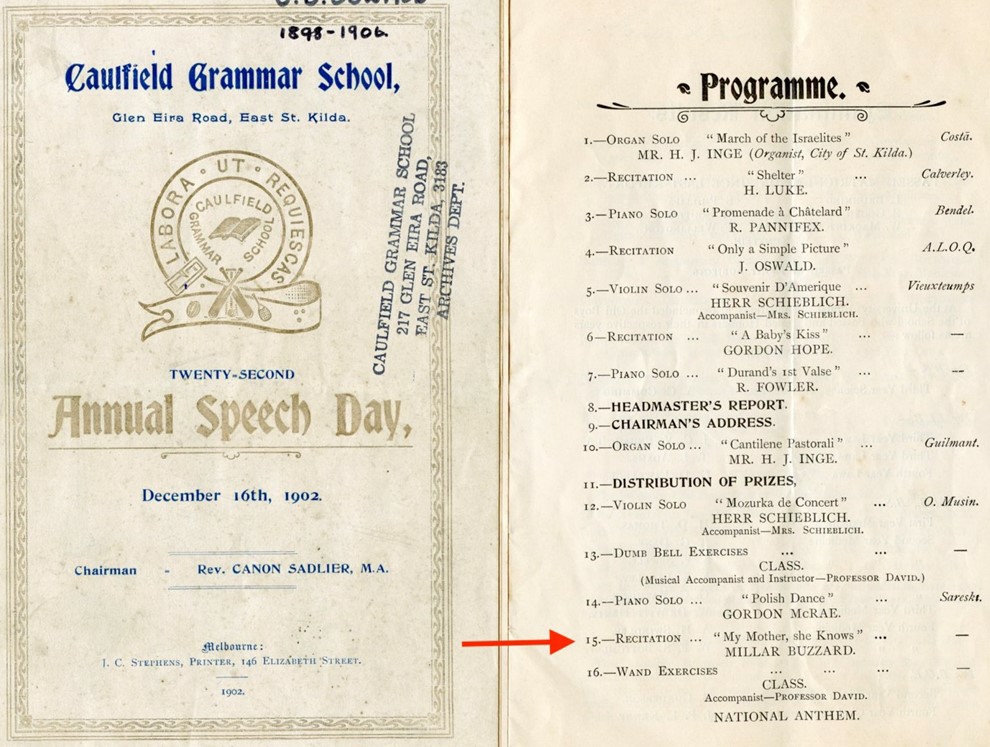 1898-1906.
Caulfield Grammar School,
Glen Eira Road, East St. Kilda.
LABORA · UT · REQUIESCAS
CAULFIELD
GRAMMAR SCHOOL
CAULFIELD GRAMMAR SCHOOL
217 GLEN EIRA ROAD,
EAST ST. KILDA, 3183
ARCHIVES DEPT.
TWENTY-SECOND
Annual Speech Day,
December 16th, 1902.
Chairman - Rev. CANON SADLIER, M.A.
Melbourne:
J. C. STEPHENS, PRINTER, 146 ELIZABETH STREET.
1902.
Programme.
1.—ORGAN SOLO "March of the Israelites" Costa.
MR. H. J. INGE (Organist, City of St. Kilda.)
2.—RECITATION ... "Shelter" ... Calverley.
H. LUKE.
3.—PIANO SOLO "Promenade à Châtelard" Bendel.
R. PANNIFEX.
4.—RECITATION "Only a Simple Picture" A.L.O.Q.
J. OSWALD.
5.—VIOLIN SOLO ... "Souvenir D'Amerique ... Vieuxteumps
HERR SCHIEBLICH.
Accompanist—MRS. SCHIEBLICH.
6—RECITATION ... "A Baby's Kiss" ... —
GORDON HOPE.
7.—PIANO SOLO ... "Durand's 1st Valse" ... —
R. FOWLER.
8.—HEADMASTER'S REPORT.
9.—CHAIRMAN'S ADDRESS.
10.—ORGAN SOLO ... "Cantilene Pastorali" ... Guilmant.
MR. H. J. INGE.
11.—DISTRIBUTION OF PRIZES,
12.—VIOLIN SOLO "Mozurka de Concert" ... O. Musin.
HERR SCHIEBLICH.
Accompanist—MRS. SCHIEBLICH.
13.—DUMB BELL EXERCISES ... ... —
CLASS.
(Musical Accompanist and Instructor—PROFESSOR DAVID.)
14.—PIANO SOLO ... "Polish Dance" ... Sareski.
GORDON McRAE.
15.—RECITATION ... "My Mother, she Knows" ... —
MILLAR BUZZARD.
16.—WAND EXERCISES ... ... ... —
CLASS.
Accompanist—PROFESSOR DAVID.
NATIONAL ANTHEM.